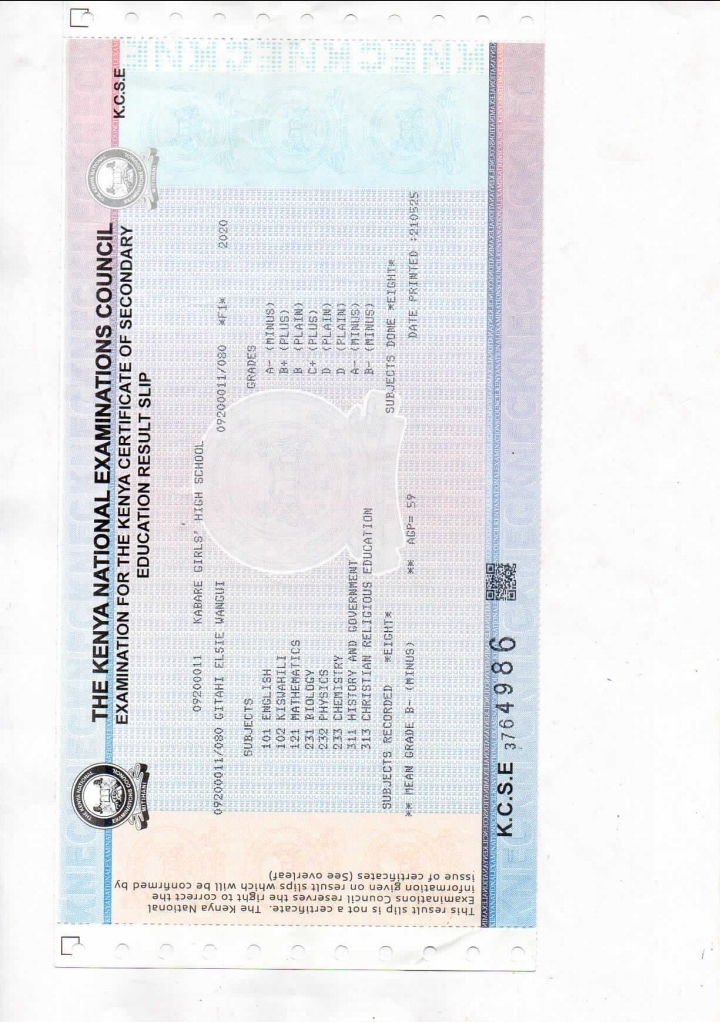 THE KENYA NATIONAL EXAMINATIONS COUNCIL
EXAMINATION FOR THE KENYA CERTIFICATE OF SECONDARY
EDUCATION RESULT SLIP
K.C.S.E
09200011 KABARE GIRLS' HIGH SCHOOL
09200011/080 GITAHI ELSIE WANGUI 09200011/080 *F1* 2020
SUBJECTS GRADES
101 ENGLISH A- (MINUS)
102 KISWAHILI B+ (PLUS)
121 MATHEMATICS B (PLAIN)
231 BIOLOGY C+ (PLUS)
232 PHYSICS D (PLAIN)
233 CHEMISTRY D (PLAIN)
311 HISTORY AND GOVERNMENT A- (MINUS)
313 CHRISTIAN RELIGIOUS EDUCATION B- (MINUS)
SUBJECTS RECORDED *EIGHT* SUBJECTS DONE *EIGHT*
** MEAN GRADE B- (MINUS) ** AGP= 59 DATE PRINTED :210525
K.C.S.E 3764986
This result slip is not a certificate. The Kenya National
Examinations Council reserves the right to correct the
information given on result slips which will be confirmed by
issue of certificates (See overleaf)